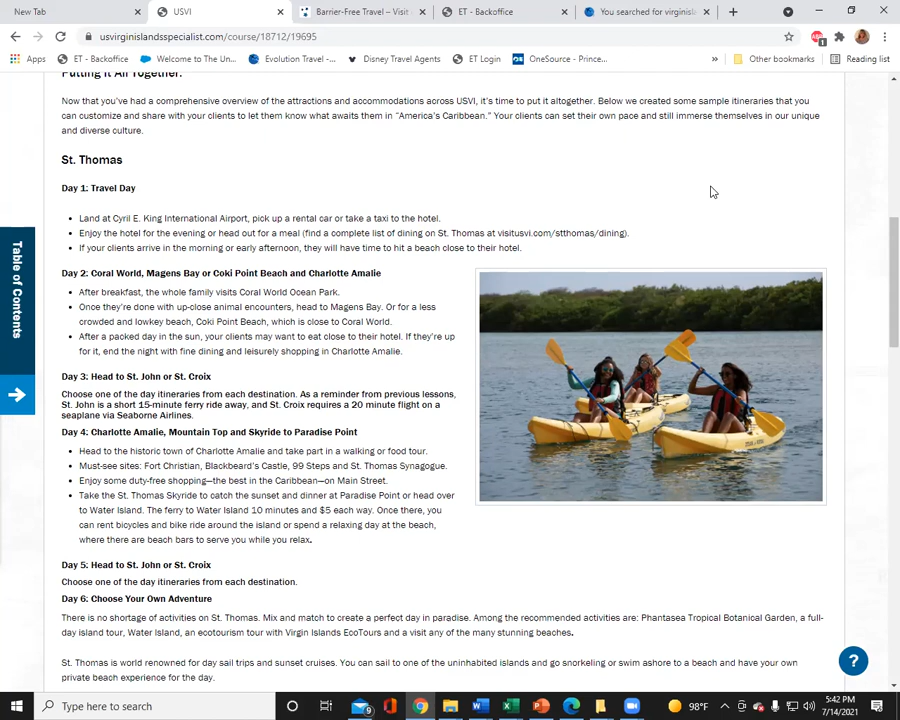 New Tab
USVI
Barrier-Free Travel – Visit
ET - Backoffice
You searched for virginisla
usvirginislandsspecialist.com/course/18712/19695
Apps
ET - Backoffice
Welcome to The Un...
Evolution Travel -...
Disney Travel Agents
ET Login
OneSource - Prince...
»
Other bookmarks
Reading list
Putting it All Together:
Now that you've had a comprehensive overview of the attractions and accommodations across USVI, it's time to put it altogether. Below we created some sample itineraries that you
can customize and share with your clients to let them know what awaits them in “America's Caribbean.” Your clients can set their own pace and still immerse themselves in our unique
and diverse culture.
St. Thomas
Day 1: Travel Day
• Land at Cyril E. King International Airport, pick up a rental car or take a taxi to the hotel.
• Enjoy the hotel for the evening or head out for a meal (find a complete list of dining on St. Thomas at visitusvi.com/stthomas/dining).
• If your clients arrive in the morning or early afternoon, they will have time to hit a beach close to their hotel.
Table of Contents
Day 2: Coral World, Magens Bay or Coki Point Beach and Charlotte Amalie
• After breakfast, the whole family visits Coral World Ocean Park.
• Once they're done with up-close animal encounters, head to Magens Bay. Or for a less
crowded and lowkey beach, Coki Point Beach, which is close to Coral World.
• After a packed day in the sun, your clients may want to eat close to their hotel. If they're up
for it, end the night with fine dining and leisurely shopping in Charlotte Amalie.
Day 3: Head to St. John or St. Croix
Choose one of the day itineraries from each destination. As a reminder from previous lessons,
St. John is a short 15-minute ferry ride away, and St. Croix requires a 20 minute flight on a
seaplane via Seaborne Airlines.
Day 4: Charlotte Amalie, Mountain Top and Skyride to Paradise Point
• Head to the historic town of Charlotte Amalie and take part in a walking or food tour.
• Must-see sites: Fort Christian, Blackbeard's Castle, 99 Steps and St. Thomas Synagogue.
• Enjoy some duty-free shopping—the best in the Caribbean—on Main Street.
• Take the St. Thomas Skyride to catch the sunset and dinner at Paradise Point or head over
to Water Island. The ferry to Water Island 10 minutes and $5 each way. Once there, you
can rent bicycles and bike ride around the island or spend a relaxing day at the beach,
where there are beach bars to serve you while you relax.
Day 5: Head to St. John or St. Croix
Choose one of the day itineraries from each destination.
Day 6: Choose Your Own Adventure
There is no shortage of activities on St. Thomas. Mix and match to create a perfect day in paradise. Among the recommended activities are: Phantasea Tropical Botanical Garden, a full-
day island tour, Water Island, an ecotourism tour with Virgin Islands EcoTours and a visit any of the many stunning beaches.
St. Thomas is world renowned for day sail trips and sunset cruises. You can sail to one of the uninhabited islands and go snorkeling or swim ashore to a beach and have your own
private beach experience for the day.
?
Type here to search
9
98°F
5:42 PM
7/14/2021